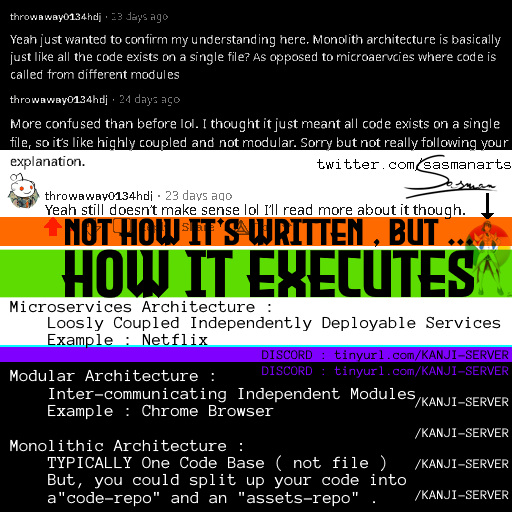 throwaway0134hdj · 23 days ago
Yeah just wanted to confirm my understanding here. Monolith architecture is basically
just like all the code exists on a single file? As opposed to microaervcies where code is
called from different modules
throwaway0134hdj · 24 days ago
More confused than before lol. I thought it just meant all code exists on a single
file, so it's like highly coupled and not modular. Sorry but not really following your
explanation.
twitter.com/sasmanarts
Sasman
throwaway0134hdj · 23 days ago
Yeah still doesn't make sense lol I'll read more about it though.
NOT HOW IT'S WRITTEN , BUT ...
HOW IT EXECUTES
Microservices Architecture :
Loosly Coupled Independently Deployable Services
Example : Netflix
DISCORD : tinyurl.com/KANJI-SERVER
DISCORD : tinyurl.com/KANJI-SERVER
Modular Architecture :
Inter-communicating Independent Modules
Example : Chrome Browser
/KANJI-SERVER
/KANJI-SERVER
Monolithic Architecture :
TYPICALLY One Code Base ( not file )
But, you could split up your code into
a"code-repo" and an "assets-repo" .
/KANJI-SERVER
/KANJI-SERVER